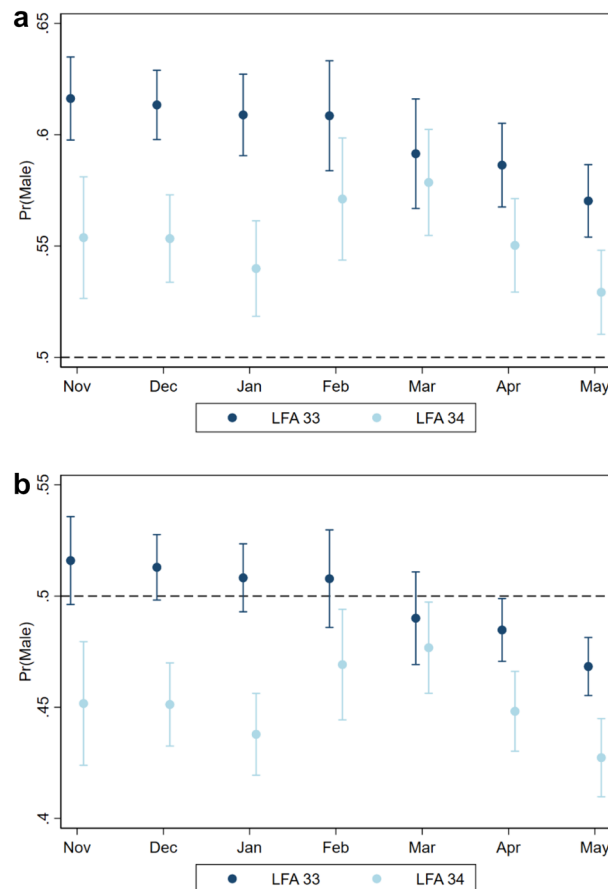 a
.65
.6
.55
.5
Pr(Male)
Nov Dec Jan Feb Mar Apr May
LFA 33 LFA 34
b
.55
.5
.45
.4
Pr(Male)
Nov Dec Jan Feb Mar Apr May
LFA 33 LFA 34